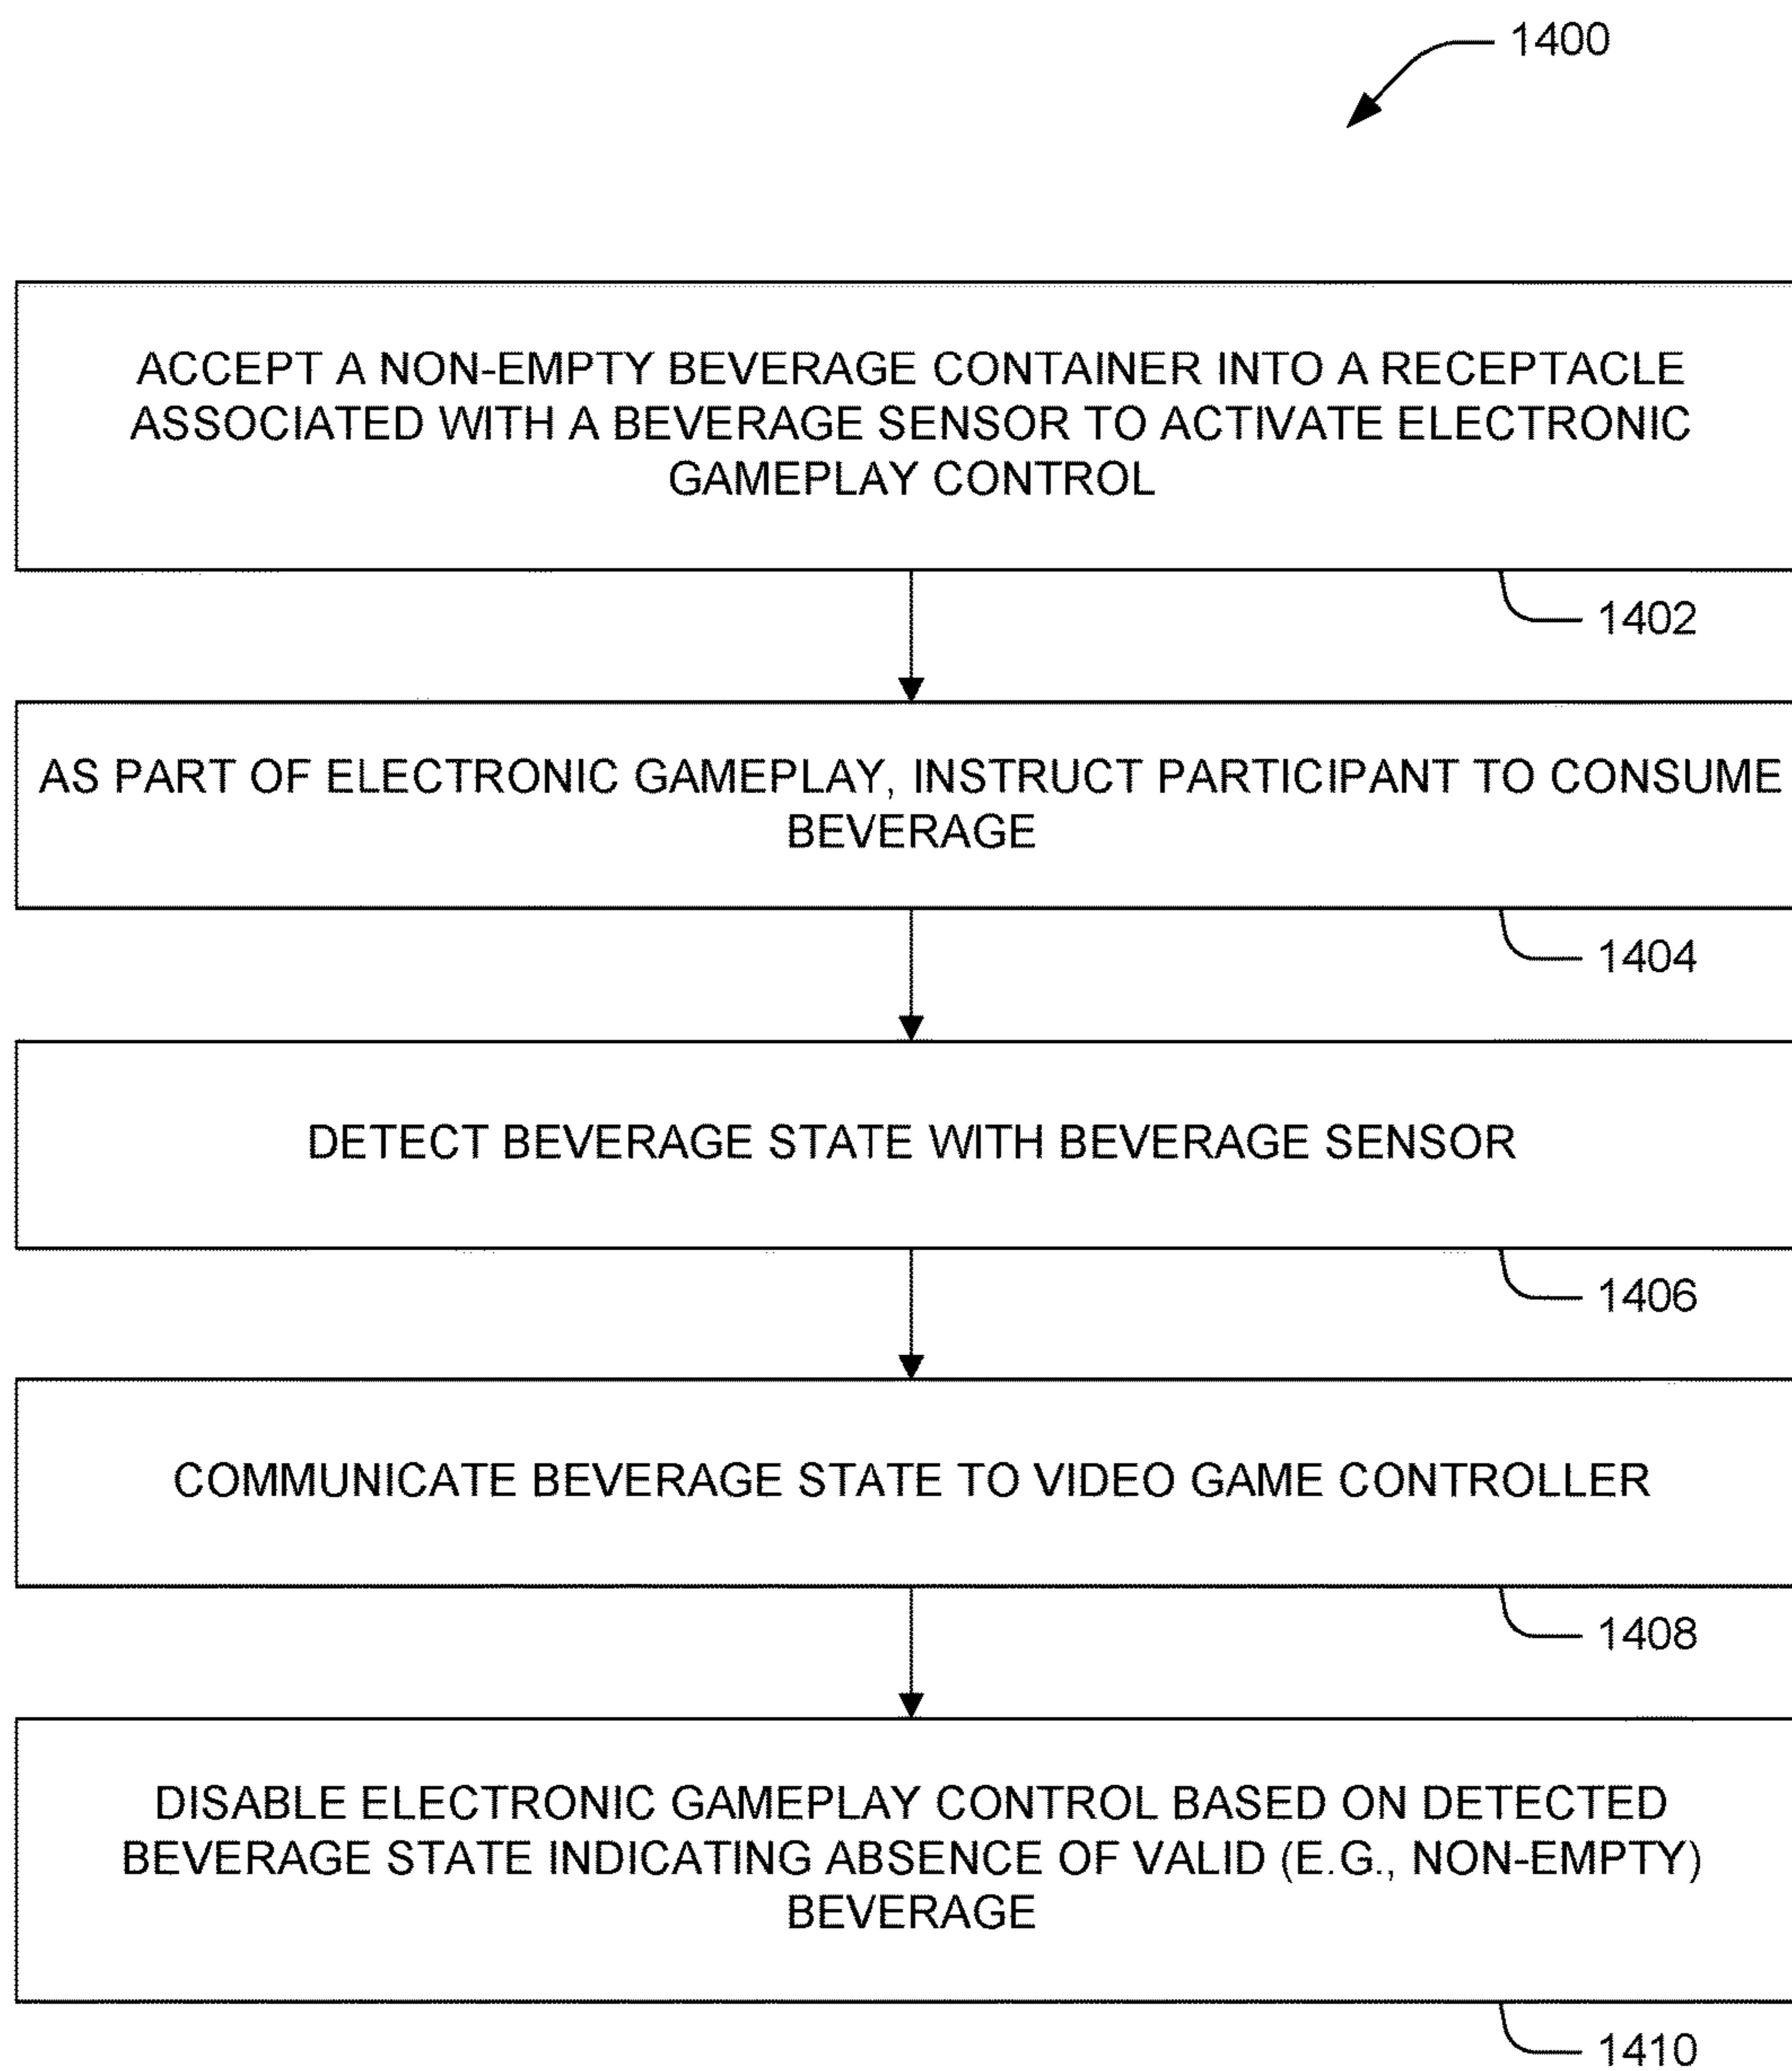 1400
ACCEPT A NON-EMPTY BEVERAGE CONTAINER INTO A RECEPTACLE
ASSOCIATED WITH A BEVERAGE SENSOR TO ACTIVATE ELECTRONIC
GAMEPLAY CONTROL
1402
AS PART OF ELECTRONIC GAMEPLAY, INSTRUCT PARTICIPANT TO CONSUME
BEVERAGE
1404
DETECT BEVERAGE STATE WITH BEVERAGE SENSOR
1406
COMMUNICATE BEVERAGE STATE TO VIDEO GAME CONTROLLER
1408
DISABLE ELECTRONIC GAMEPLAY CONTROL BASED ON DETECTED
BEVERAGE STATE INDICATING ABSENCE OF VALID (E.G., NON-EMPTY)
BEVERAGE
1410